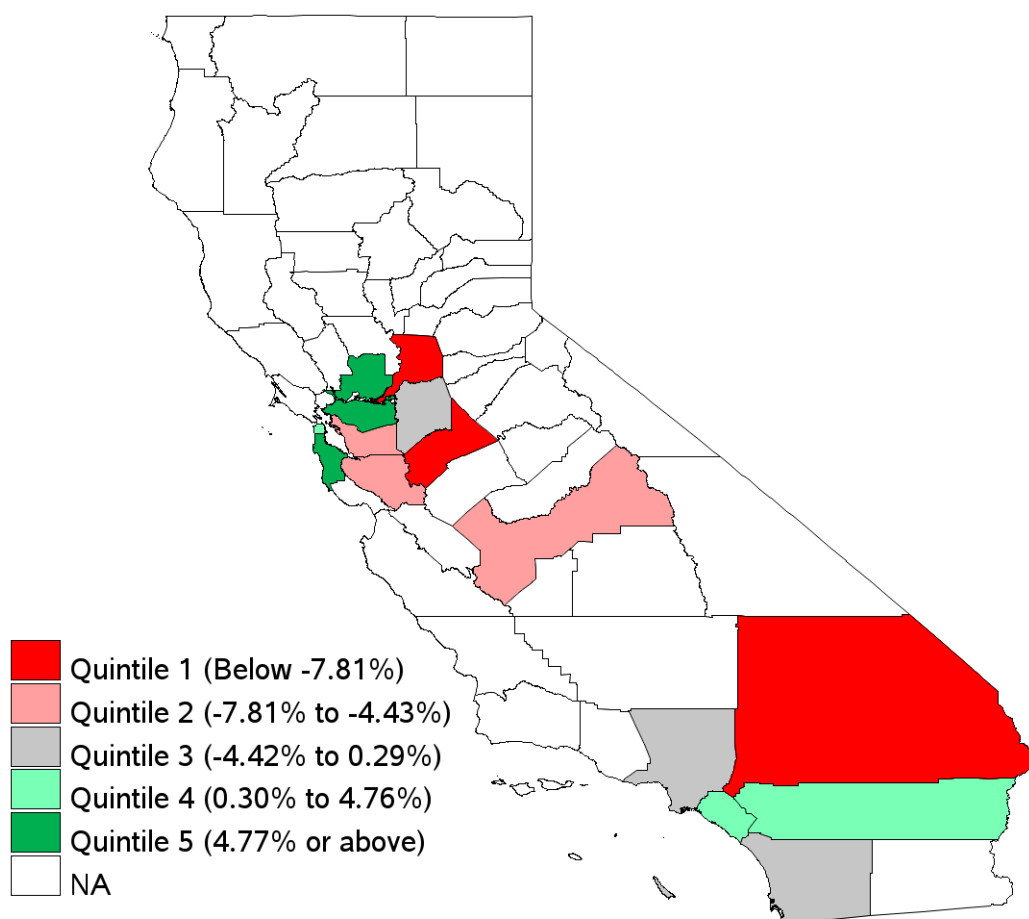 Quintile 1 (Below -7.81%)
Quintile 2 (-7.81% to -4.43%)
Quintile 3 (-4.42% to 0.29%)
Quintile 4 (0.30% to 4.76%)
Quintile 5 (4.77% or above)
NA